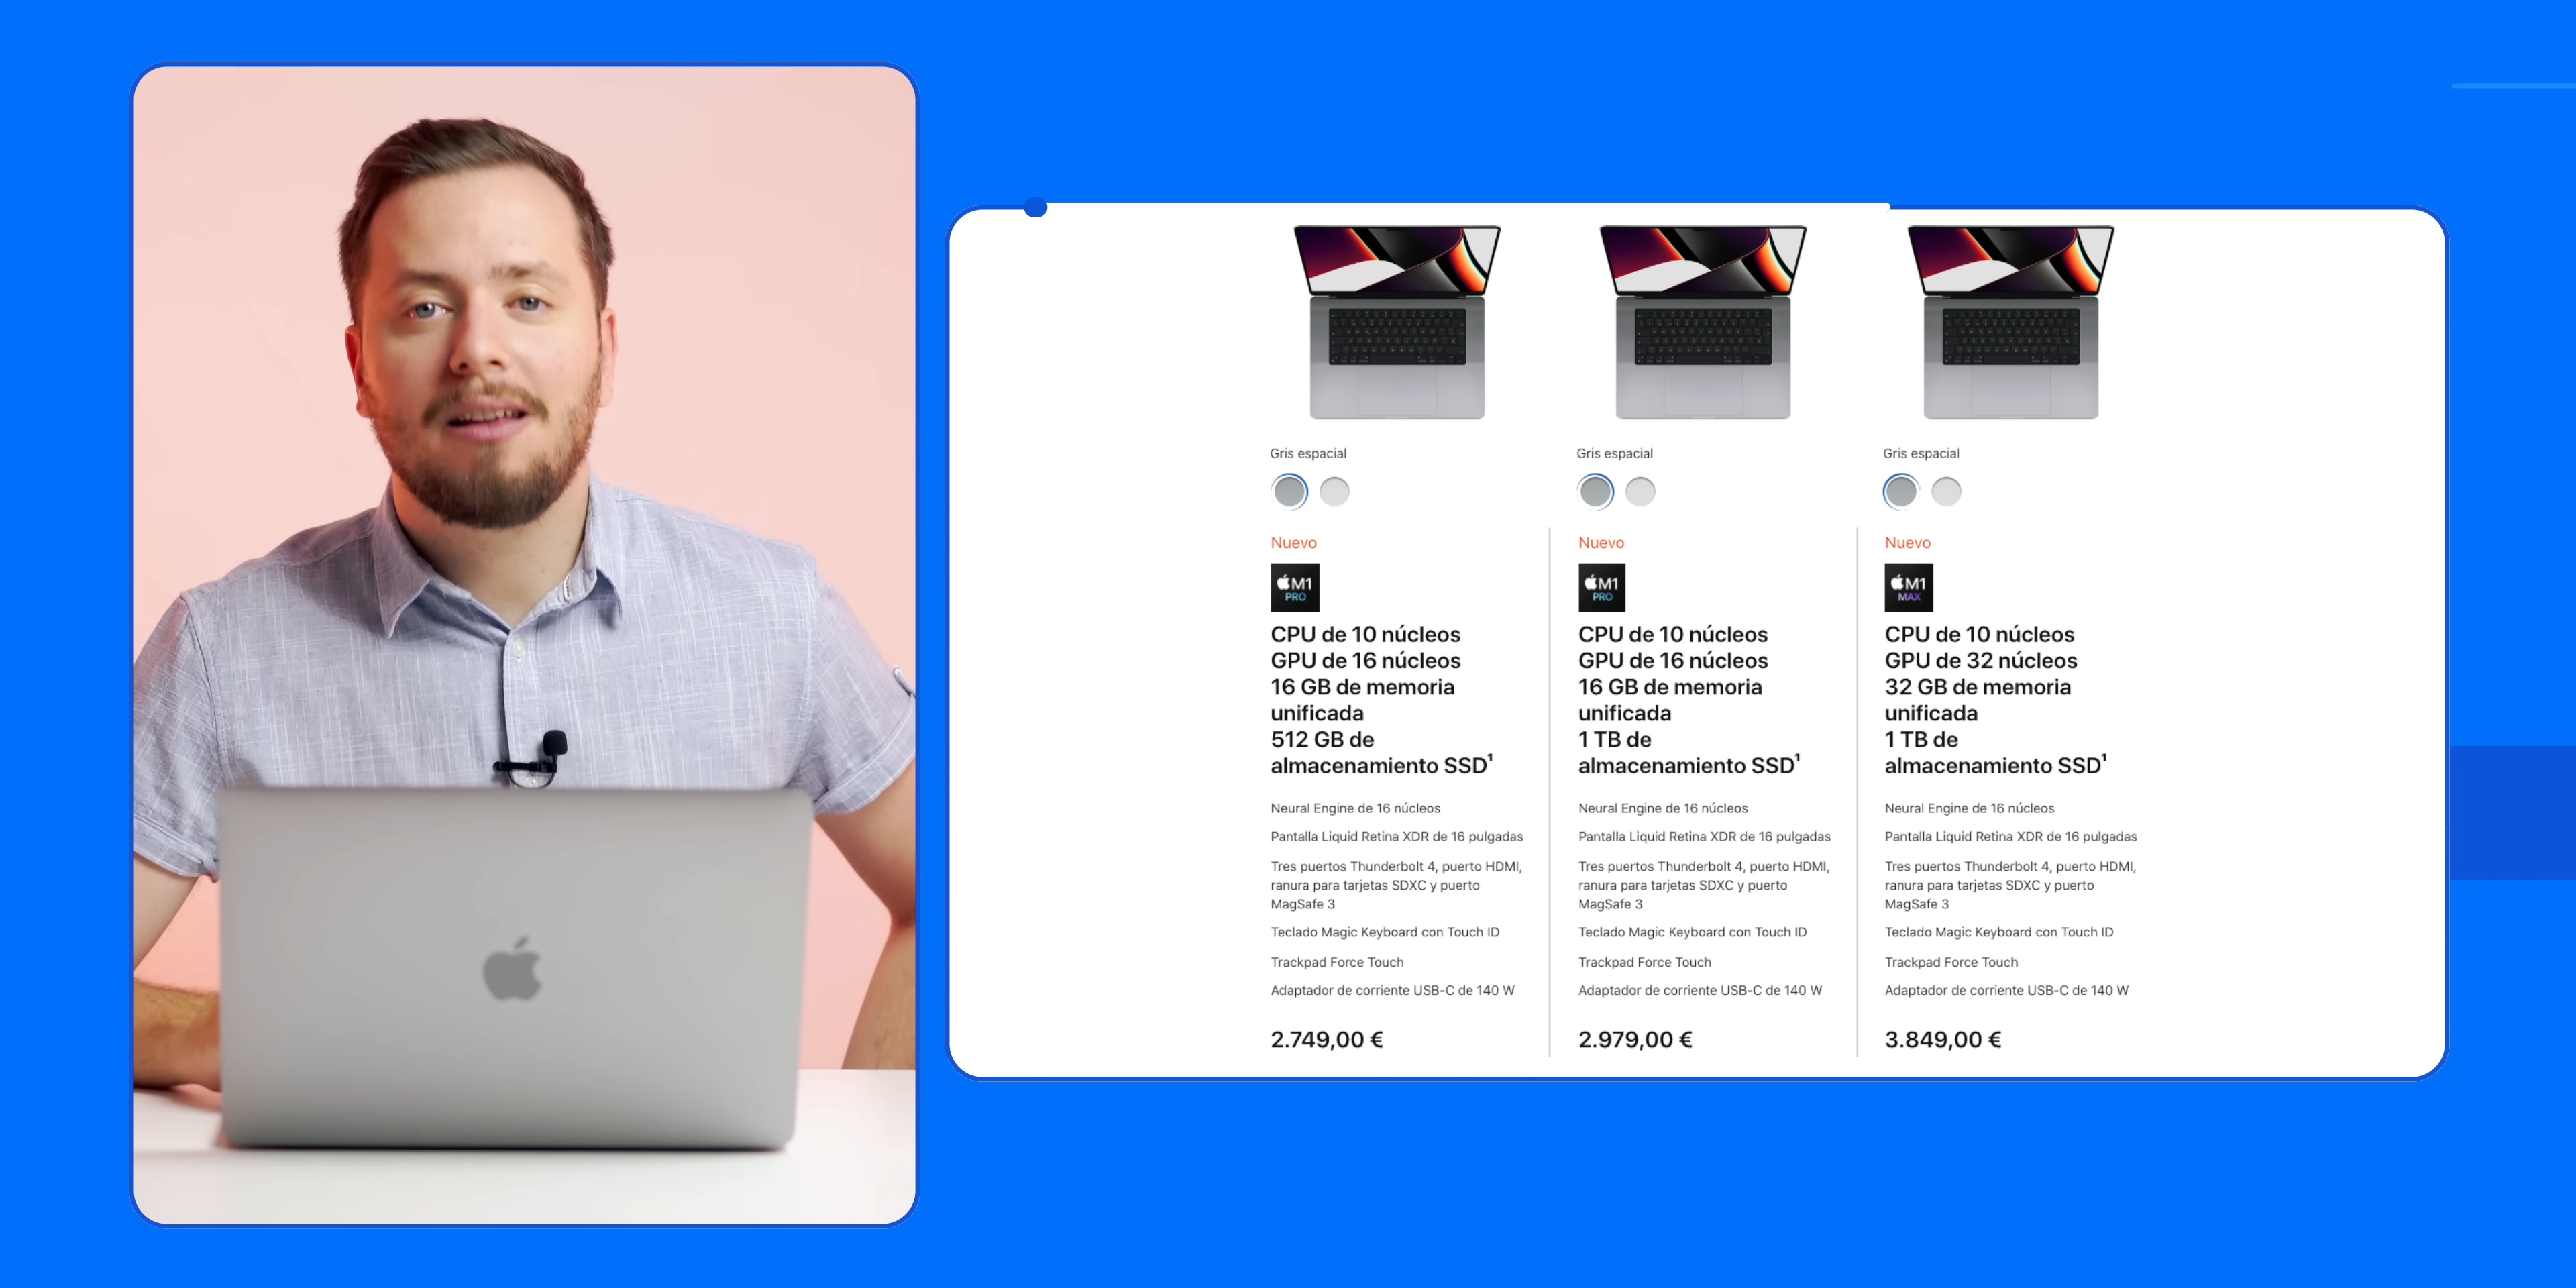 Gris espacial
Nuevo
M1
PRO
CPU de 10 núcleos
GPU de 16 núcleos
16 GB de memoria
unificada
512 GB de
almacenamiento SSD¹
Neural Engine de 16 núcleos
Pantalla Liquid Retina XDR de 16 pulgadas
Tres puertos Thunderbolt 4, puerto HDMI,
ranura para tarjetas SDXC y puerto
MagSafe 3
Teclado Magic Keyboard con Touch ID
Trackpad Force Touch
Adaptador de corriente USB-C de 140 W
2.749,00 €
Gris espacial
Nuevo
M1
PRO
CPU de 10 núcleos
GPU de 16 núcleos
16 GB de memoria
unificada
1 TB de
almacenamiento SSD¹
Neural Engine de 16 núcleos
Pantalla Liquid Retina XDR de 16 pulgadas
Tres puertos Thunderbolt 4, puerto HDMI,
ranura para tarjetas SDXC y puerto
MagSafe 3
Teclado Magic Keyboard con Touch ID
Trackpad Force Touch
Adaptador de corriente USB-C de 140 W
2.979,00 €
Gris espacial
Nuevo
M1
MAX
CPU de 10 núcleos
GPU de 32 núcleos
32 GB de memoria
unificada
1 TB de
almacenamiento SSD¹
Neural Engine de 16 núcleos
Pantalla Liquid Retina XDR de 16 pulgadas
Tres puertos Thunderbolt 4, puerto HDMI,
ranura para tarjetas SDXC y puerto
MagSafe 3
Teclado Magic Keyboard con Touch ID
Trackpad Force Touch
Adaptador de corriente USB-C de 140 W
3.849,00 €